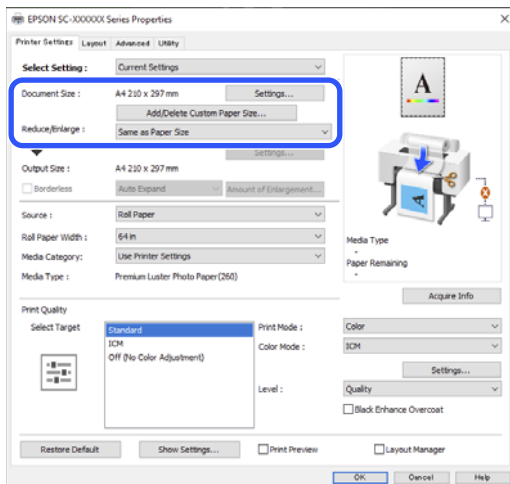 EPSON SC-XXXXXX Series Properties
Printer Settings Layout Advanced Utility
Select Setting : Current Settings
Document Size : A4 210 x 297 mm Settings...
Add/Delete Custom Paper Size...
Reduce/Enlarge : Same as Paper Size
Settings...
Output Size : A4 210 x 297 mm
Borderless Auto Expand Amount of Enlargement...
Source : Roll Paper
Roll Paper Width : 64 in
Media Category: Use Printer Settings
Media Type : Premium Luster Photo Paper(260)
A
A
Media Type
-
Paper Remaining
-
Acquire Info
Print Quality
Select Target
Standard
ICM
Off (No Color Adjustment)
Print Mode : Color
Color Mode : ICM
Settings...
Level : Quality
Black Enhance Overcoat
Restore Default Show Settings... Print Preview Layout Manager
OK Cancel Help